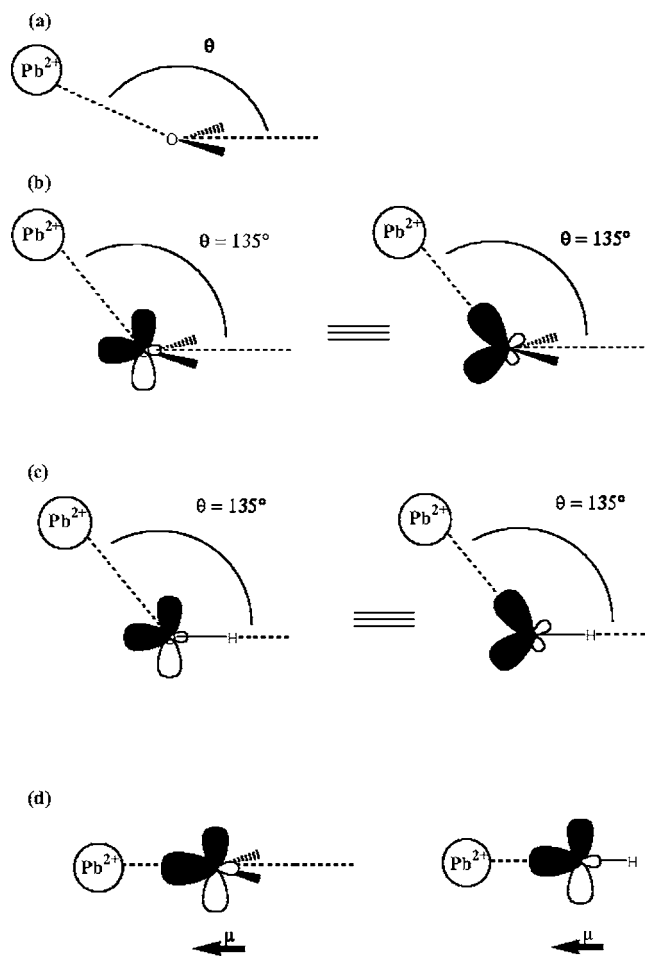 (a)
θ
Pb2+
O
(b)
Pb2+
θ = 135°
Pb2+
θ = 135°
(c)
Pb2+
θ = 135°
H
Pb2+
θ = 135°
H
(d)
Pb2+
Pb2+
H
μ
μ